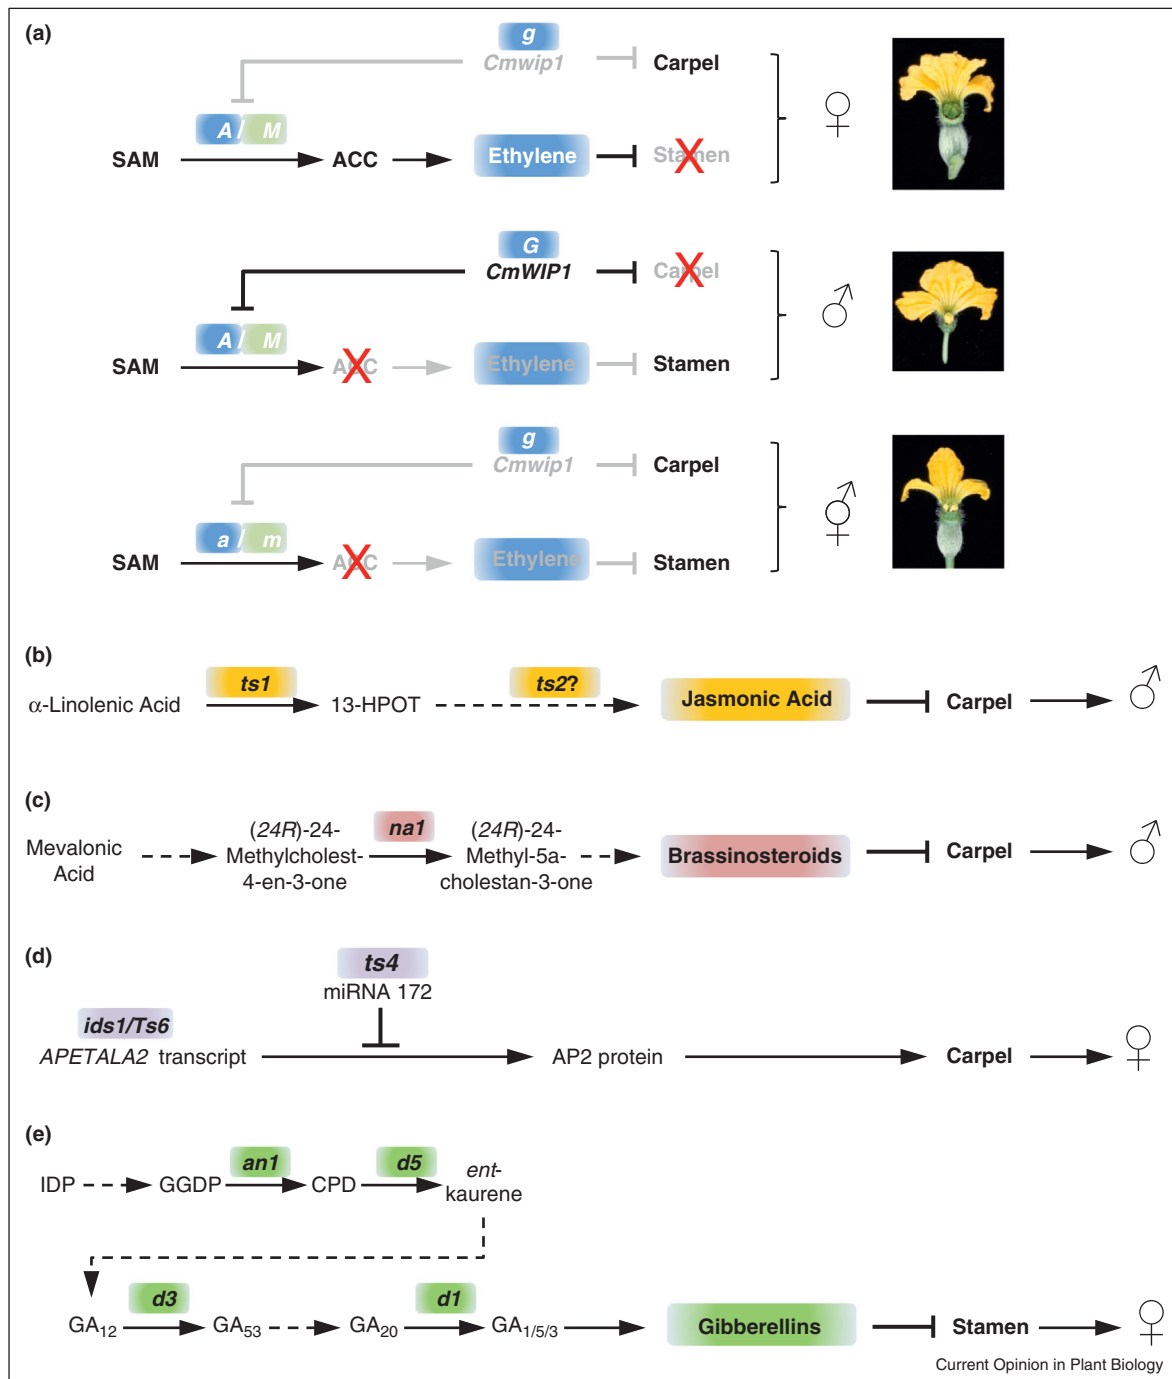 (a)
g
Cmwip1
Carpel
A / M
SAM
ACC
Ethylene
Stamen
G
CmWIP1
Carpel
A / M
SAM
ACC
Ethylene
Stamen
g
Cmwip1
Carpel
a / m
SAM
ACC
Ethylene
Stamen
(b)
α-Linolenic Acid
ts1
13-HPOT
ts2?
Jasmonic Acid
Carpel
(c)
Mevalonic
Acid
(24R)-24-
Methylcholest-
4-en-3-one
na1
(24R)-24-
Methyl-5a-
cholestan-3-one
Brassinosteroids
Carpel
(d)
ts4
miRNA 172
ids1/Ts6
APETALA2 transcript
AP2 protein
Carpel
(e)
IDP
GGDP
an1
CPD
d5
ent-
kaurene
GA12
d3
GA53
GA20
d1
GA1/5/3
Gibberellins
Stamen
Current Opinion in Plant Biology